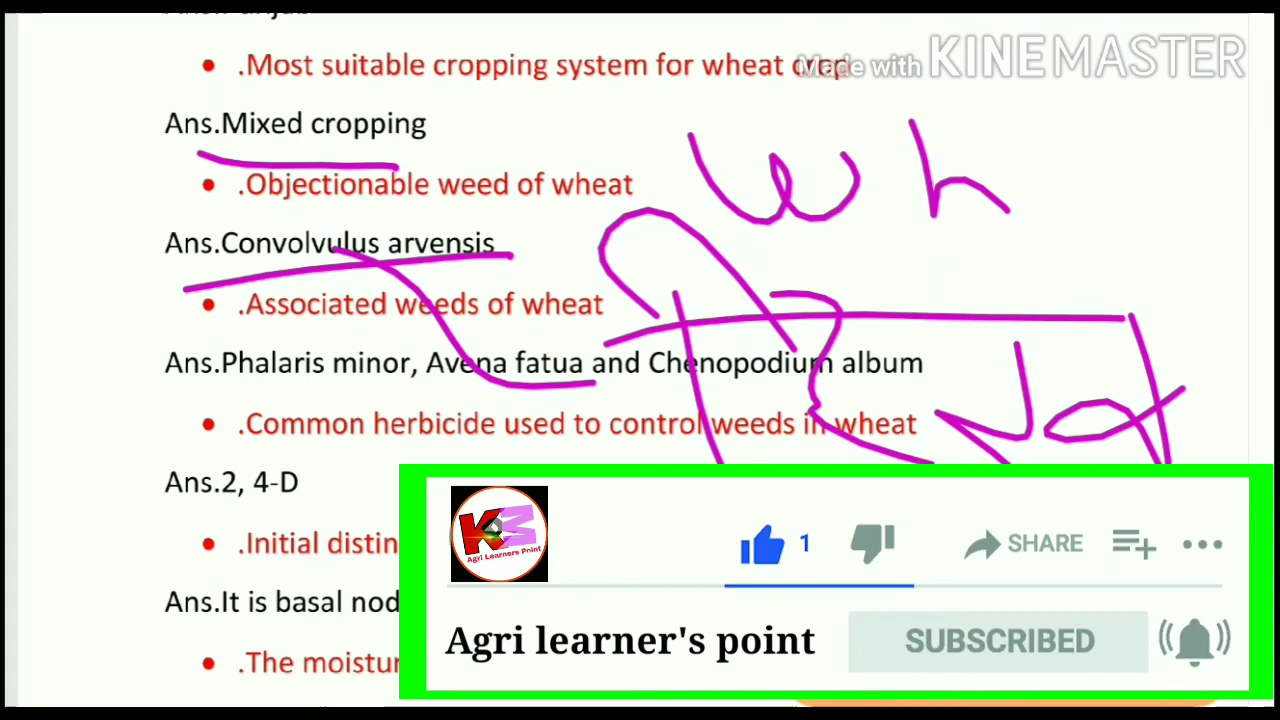 .Most suitable cropping system for wheat crop
Made with KINEMASTER
Ans.Mixed cropping
.Objectionable weed of wheat
Wh
Ans.Convolvulus arvensis
.Associated weeds of wheat
Ans.Phalaris minor, Avena fatua and Chenopodium album
.Common herbicide used to control weeds in wheat
Ans.2, 4-D
.Initial distin
Ans.It is basal nod
.The moistur
Agri Learners Point
1
SHARE
Agri learner's point
SUBSCRIBED